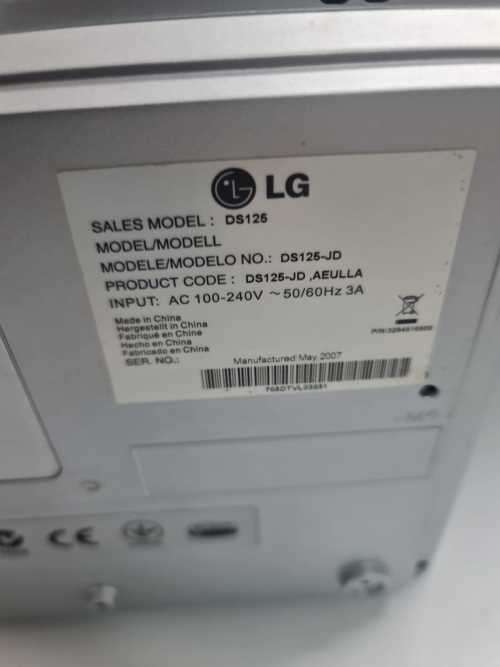 LG
SALES MODEL : DS125
MODEL/MODELL
MODELE/MODELO NO.: DS125-JD
PRODUCT CODE : DS125-JD ,AEULLA
INPUT: AC 100-240V ~ 50/60Hz 3A
Made in China
Hergestellt in China
Fabriqué en Chine
Hecho en China
Fabricado en China
SER. NO.:
Manufactured May 2007
CE